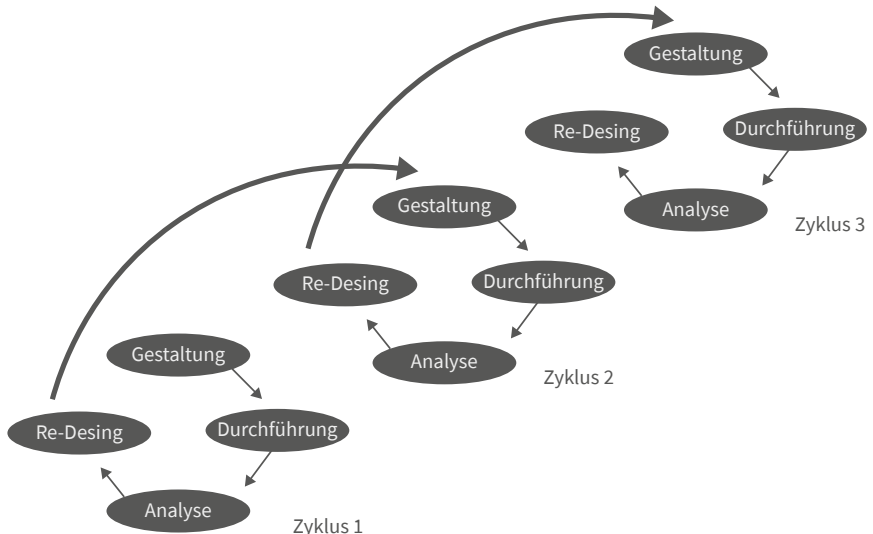 Gestaltung
Re-Desing
Durchführung
Analyse
Zyklus 3
Gestaltung
Re-Desing
Durchführung
Analyse
Zyklus 2
Gestaltung
Re-Desing
Durchführung
Analyse
Zyklus 1